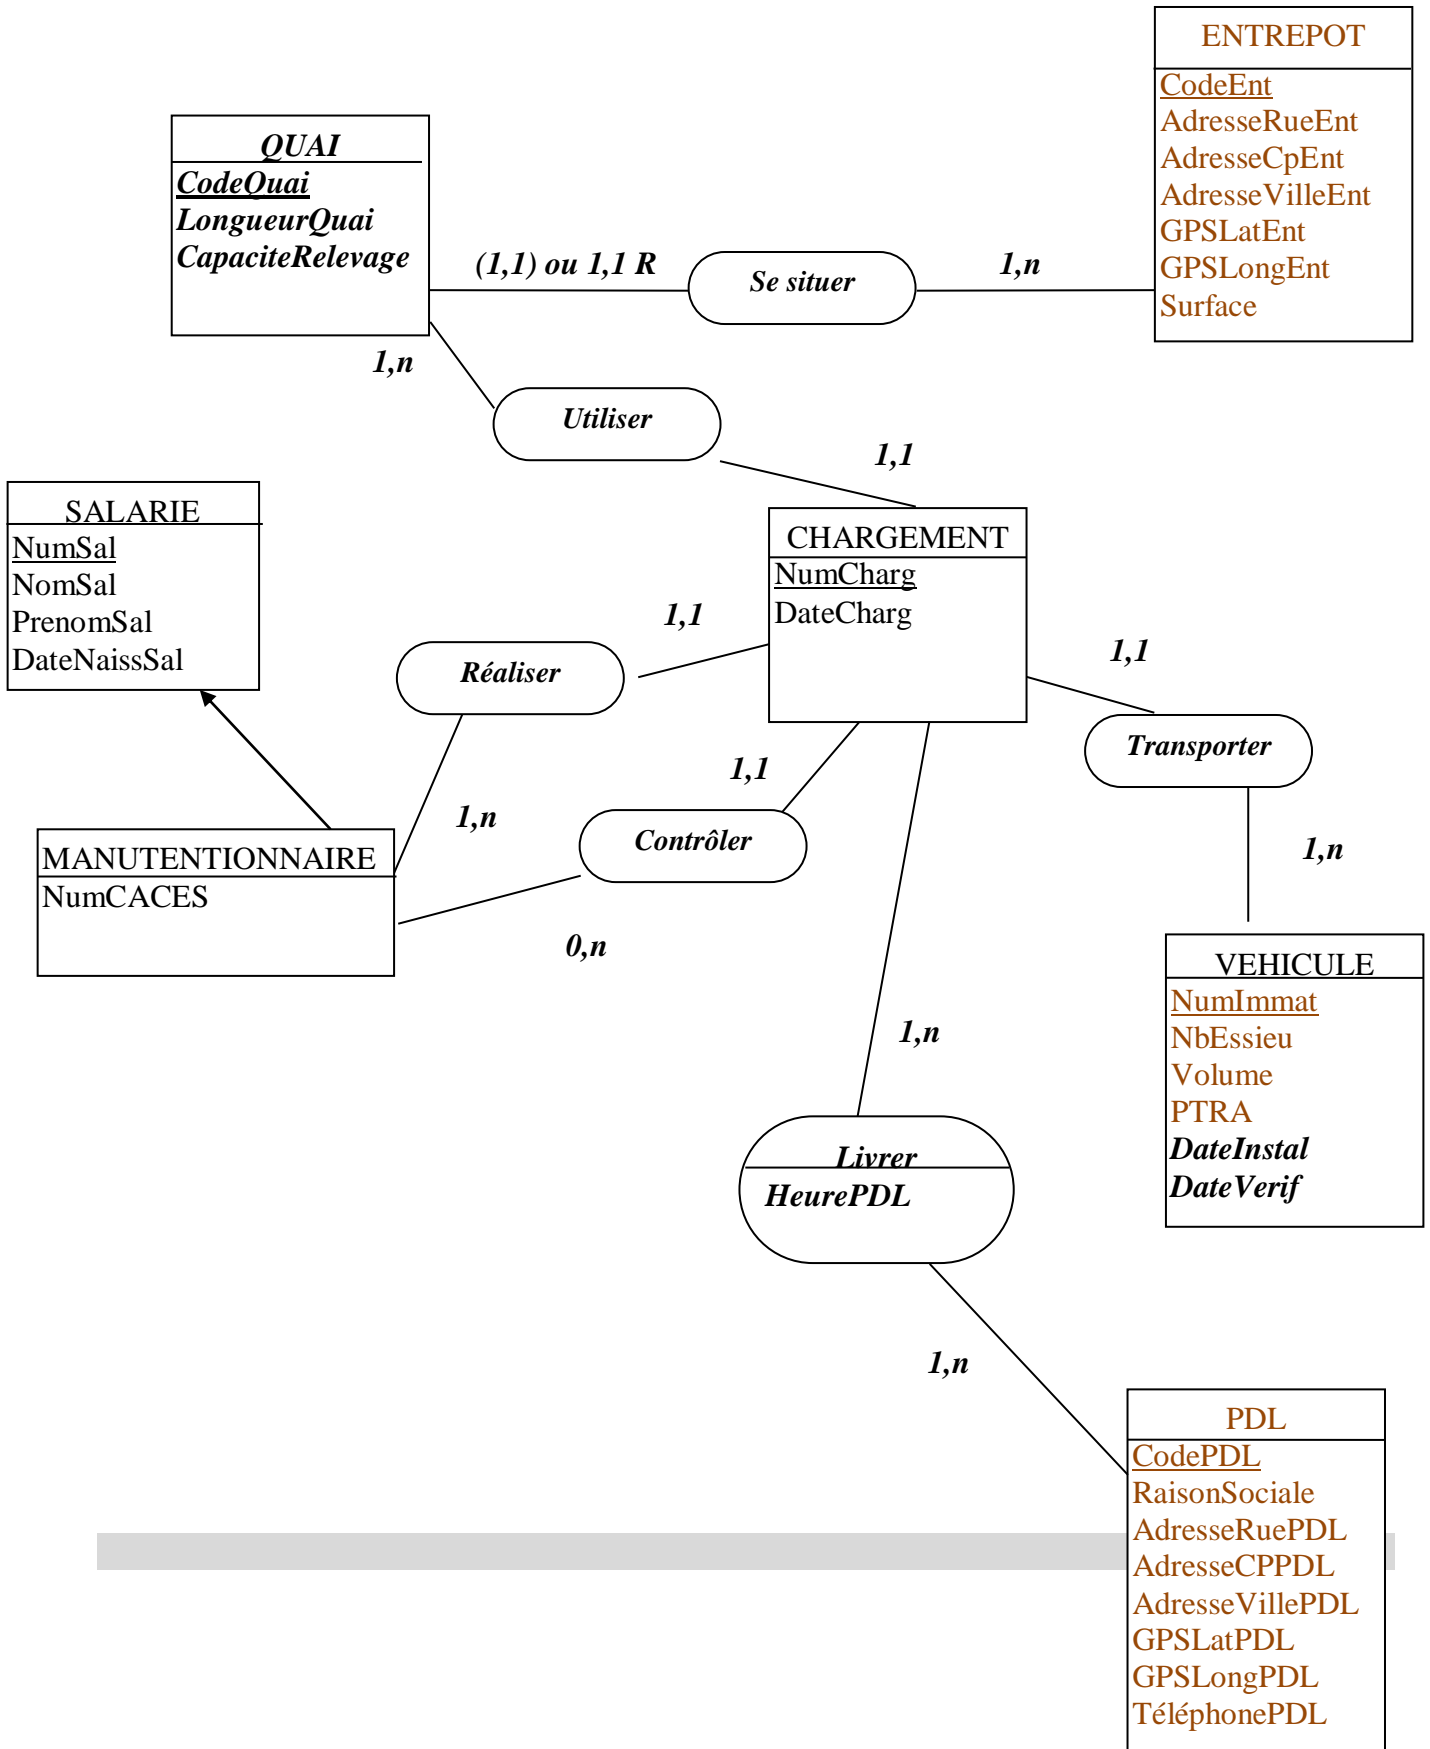 ENTREPOT
CodeEnt
AdresseRueEnt
AdresseCpEnt
AdresseVilleEnt
GPSLatEnt
GPSLongEnt
Surface
QUAI
CodeQuai
LongueurQuai
CapaciteRelevage
(1,1) ou 1,1 R
Se situer
1,n
1,n
Utiliser
1,1
SALARIE
NumSal
NomSal
PrenomSal
DateNaissSal
CHARGEMENT
NumCharg
DateCharg
1,1
Réaliser
1,1
Transporter
1,1
1,n
Contrôler
1,n
MANUTENTIONNAIRE
NumCACES
0,n
VEHICULE
NumImmat
NbEssieu
Volume
PTRA
DateInstal
DateVerif
1,n
Livrer
HeurePDL
1,n
PDL
CodePDL
RaisonSociale
AdresseRuePDL
AdresseCPPDL
AdresseVillePDL
GPSLatPDL
GPSLongPDL
TéléphonePDL